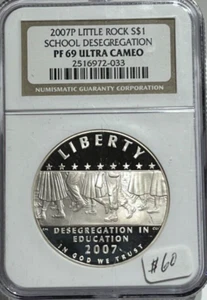 2007P LITTLE ROCK S$1
SCHOOL DESEGREGATION
PF 69 ULTRA CAMEO
2516972-033
NUMISMATIC GUARANTY CORPORATION
LIBERTY
DESEGREGATION IN
EDUCATION
2007
IN GOD WE TRUST
$60